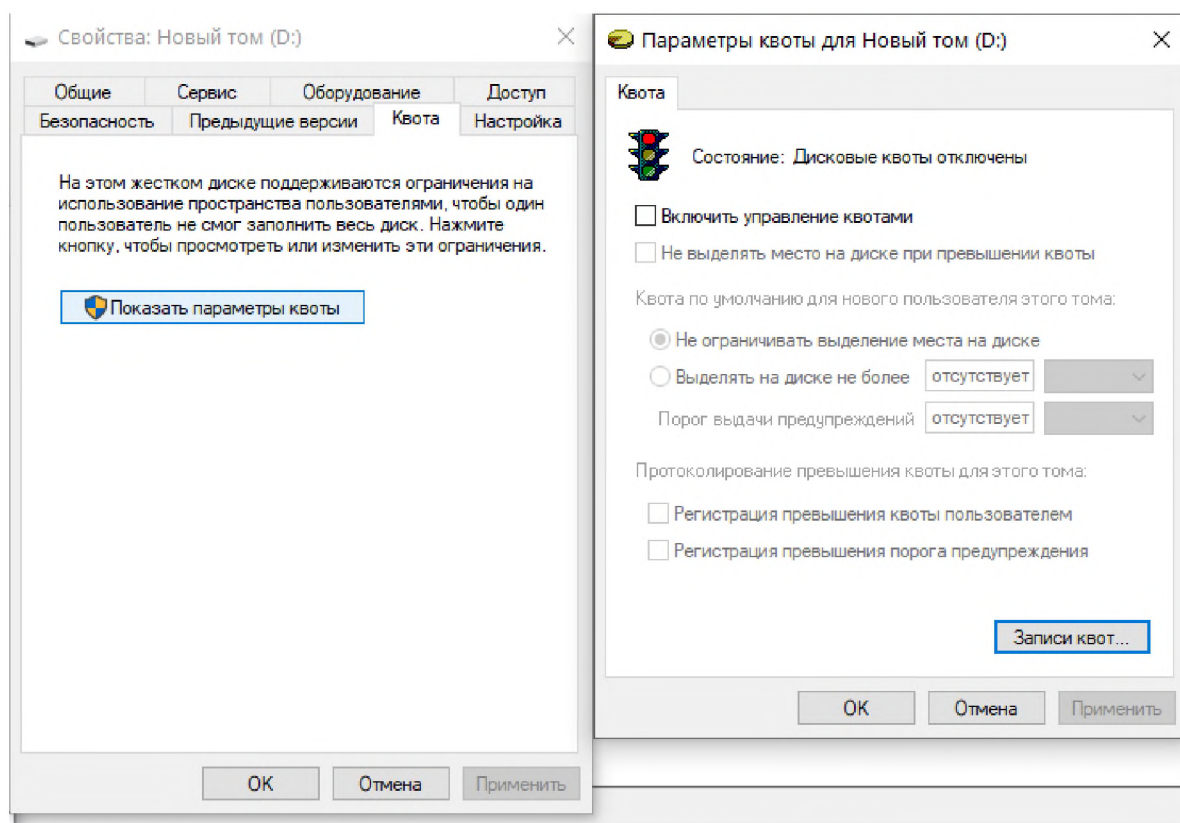 Свойства: Новый том (D:)
Общие
Сервис
Оборудование
Доступ
Безопасность
Предыдущие версии
Квота
Настройка
На этом жестком диске поддерживаются ограничения на
использование пространства пользователями, чтобы один
пользователь не смог заполнить весь диск. Нажмите
кнопку, чтобы просмотреть или изменить эти ограничения.
Показать параметры квоты
OK
Отмена
Применить
Параметры квоты для Новый том (D:)
Квота
Состояние: Дисковые квоты отключены
Включить управление квотами
Не выделять место на диске при превышении квоты
Квота по умолчанию для нового пользователя этого тома:
Не ограничивать выделение места на диске
Выделять на диске не более
отсутствует
Порог выдачи предупреждений
отсутствует
Протоколирование превышения квоты для этого тома:
Регистрация превышения квоты пользователем
Регистрация превышения порога предупреждения
Записи квот...
OK
Отмена
Применить